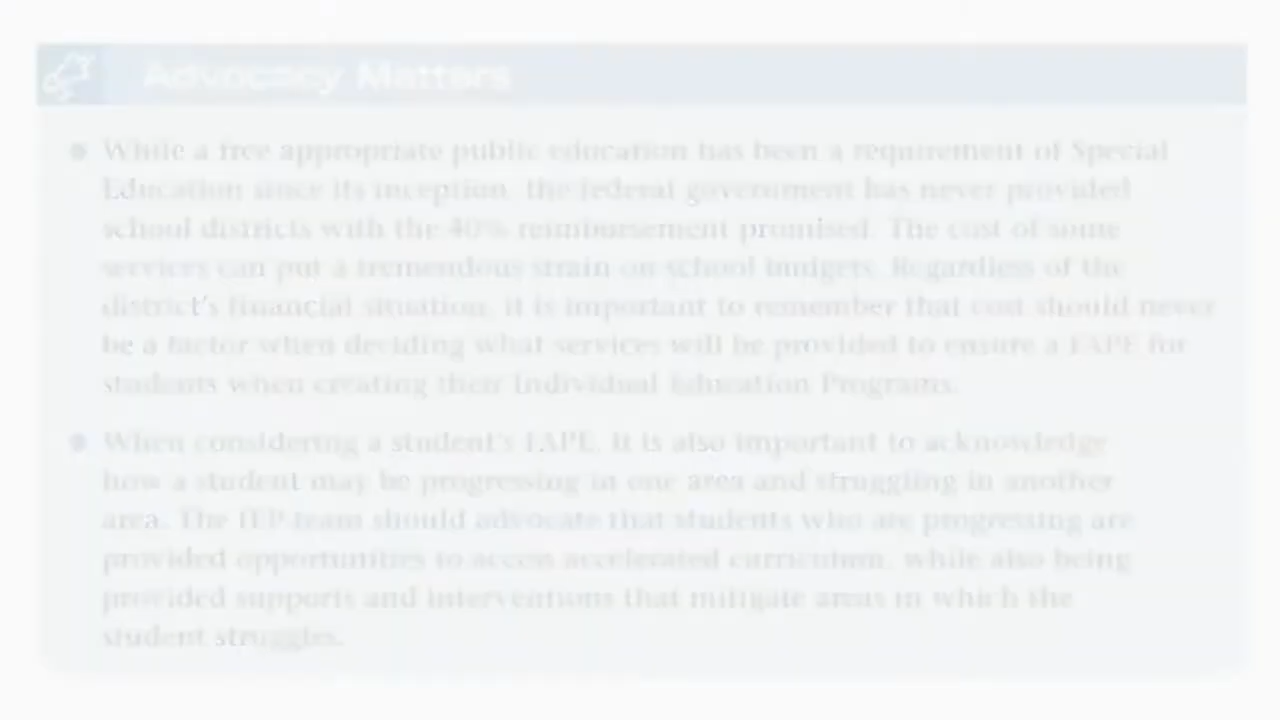 Advocacy Matters
● While a free appropriate public education has been a requirement of Special
Education since its inception, the federal government has never provided
school districts with the 40% reimbursement promised. The cost of some
services can put a tremendous strain on school budgets. Regardless of the
district's financial situation, it is important to remember that cost should never
be a factor when deciding what services will be provided to ensure a FAPE for
students when creating their Individual Education Programs.
● When considering a student's FAPE, it is also important to acknowledge
how a student may be progressing in one area and struggling in another
area. The IEP team should advocate that students who are progressing are
provided opportunities to access accelerated curriculum, while also being
provided supports and interventions that mitigate areas in which the
student struggles.